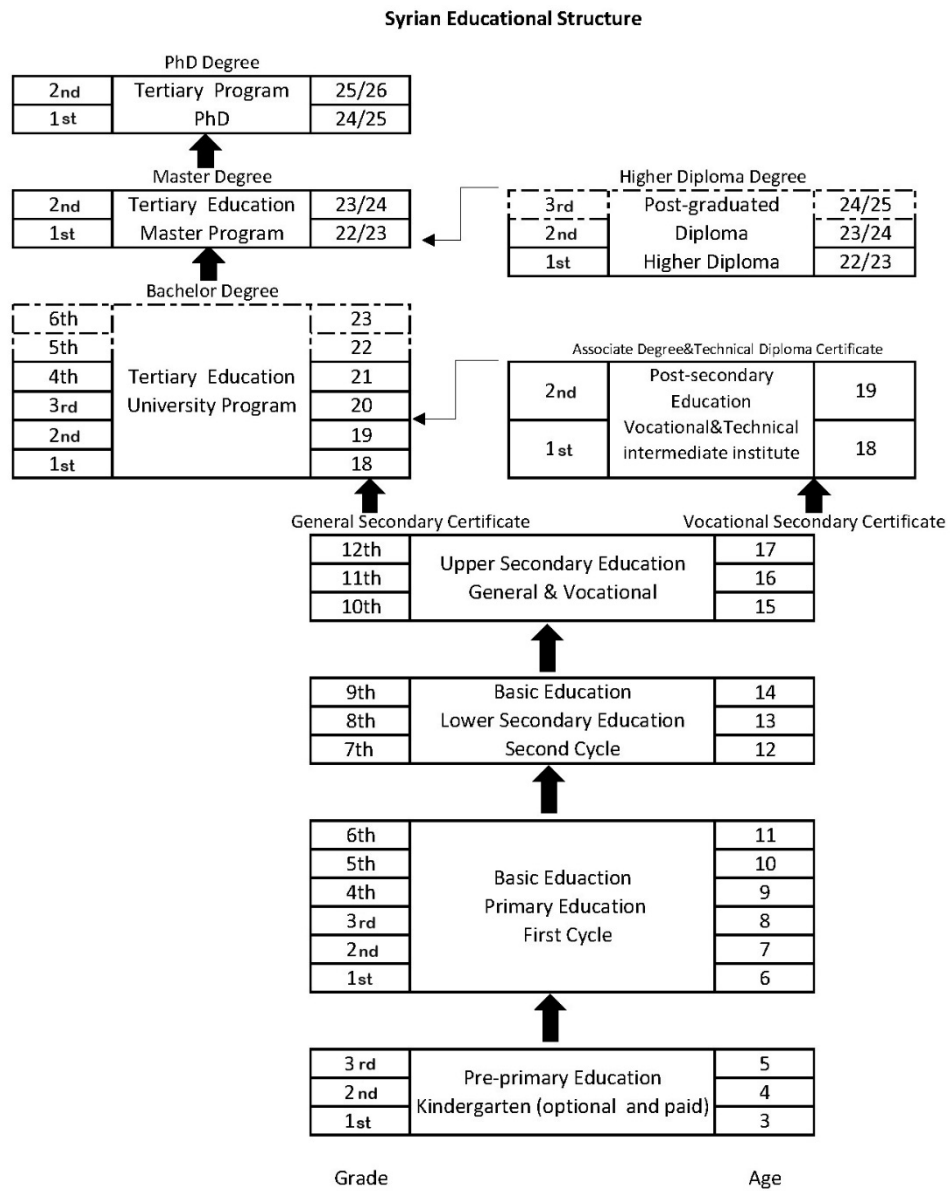 Syrian Educational Structure
PhD Degree
2nd Tertiary Program 25/26
1st PhD 24/25
Master Degree
2nd Tertiary Education 23/24
1st Master Program 22/23
Higher Diploma Degree
3rd Post-graduated 24/25
2nd Diploma 23/24
1st Higher Diploma 22/23
Bachelor Degree
6th 23
5th 22
4th Tertiary Education 21
3rd University Program 20
2nd 19
1st 18
Associate Degree&Technical Diploma Certificate
Post-secondary
2nd Education 19
Vocational&Technical
1st intermediate institute 18
General Secondary Certificate
Vocational Secondary Certificate
12th 17
Upper Secondary Education
11th 16
General & Vocational
10th 15
9th Basic Education 14
8th Lower Secondary Education 13
7th Second Cycle 12
6th 11
5th 10
Basic Eduaction
4th 9
Primary Education
3rd 8
First Cycle
2nd 7
1st 6
3 rd 5
Pre-primary Education
2nd 4
Kindergarten (optional and paid)
1st 3
Grade Age